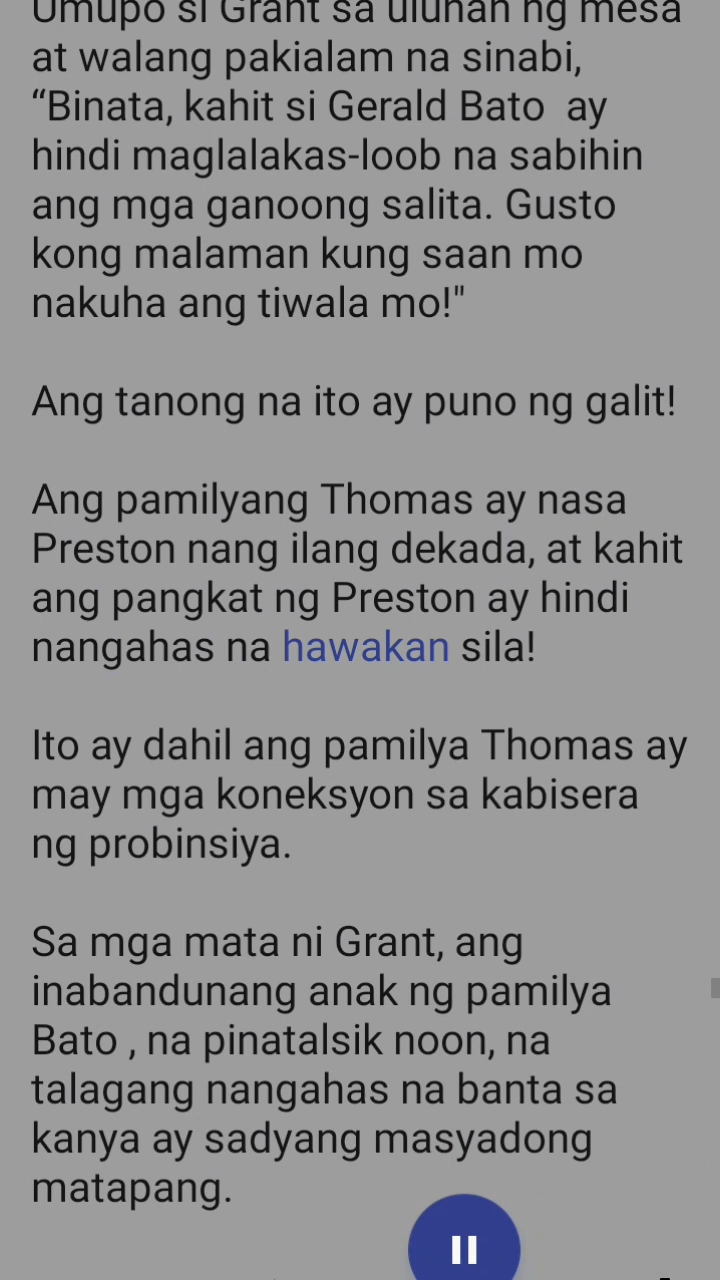 Umupo si Grant sa uluhan ng mesa
at walang pakialam na sinabi,
“Binata, kahit si Gerald Bato  ay
hindi maglalakas-loob na sabihin
ang mga ganoong salita. Gusto
kong malaman kung saan mo
nakuha ang tiwala mo!"
Ang tanong na ito ay puno ng galit!
Ang pamilyang Thomas ay nasa
Preston nang ilang dekada, at kahit
ang pangkat ng Preston ay hindi
nangahas na hawakan sila!
Ito ay dahil ang pamilya Thomas ay
may mga koneksyon sa kabisera
ng probinsiya.
Sa mga mata ni Grant, ang
inabandunang anak ng pamilya
Bato , na pinatalsik noon, na
talagang nangahas na banta sa
kanya ay sadyang masyadong
matapang.